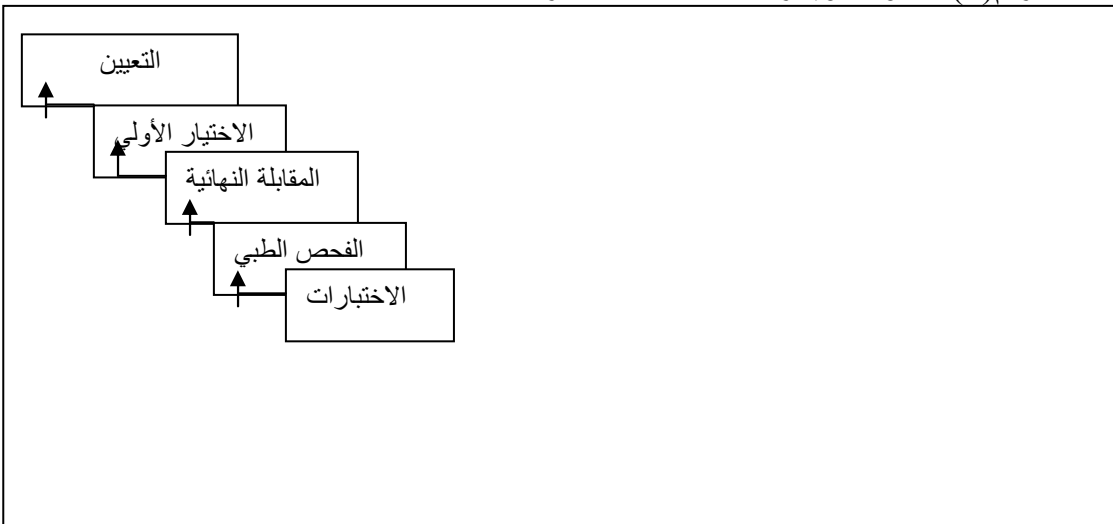 التعيين
الاختيار الأولي
المقابلة النهائية
الفحص الطبي
الاختبارات